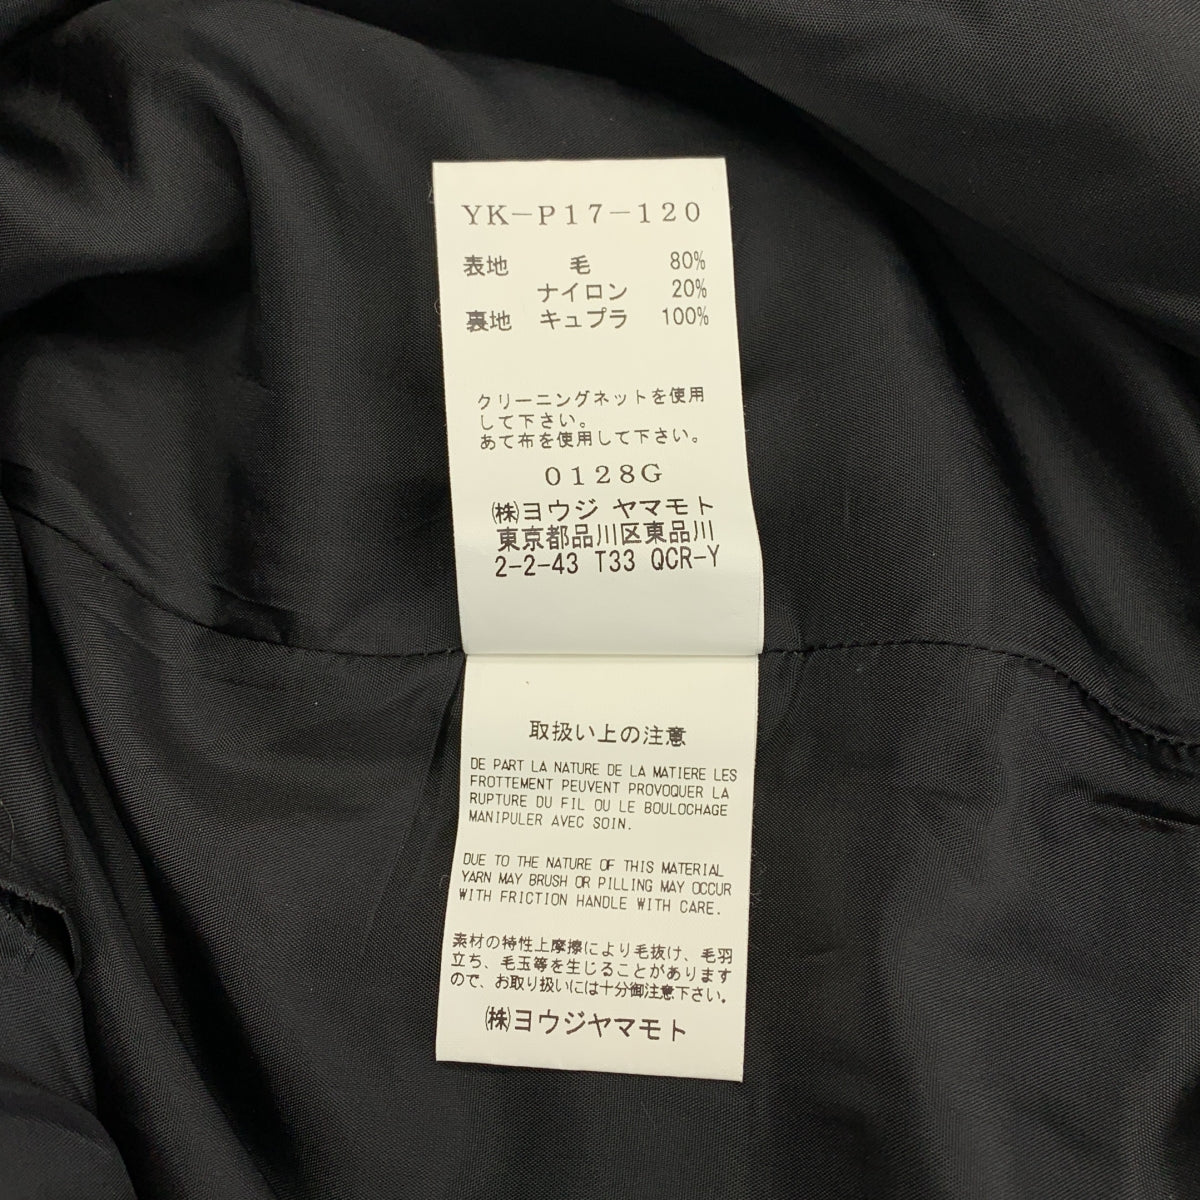 YK-P17-120
表地 毛 80%
ナイロン 20%
裏地 キュプラ 100%
クリーニングネットを使用
して下さい。
あて布を使用して下さい。
0128G
㈱ヨウジ ヤマモト
東京都品川区東品川
2-2-43 T33 QCR-Y
取扱い上の注意
DE PART LA NATURE DE LA MATIERE LES
FROTTEMENT PEUVENT PROVOQUER LA
RUPTURE DU FIL OU LE BOULOCHAGE
MANIPULER AVEC SOIN.
DUE TO THE NATURE OF THIS MATERIAL
YARN MAY BRUSH OR PILLING MAY OCCUR
WITH FRICTION HANDLE WITH CARE.
素材の特性上摩擦により毛抜け、毛羽
立ち、毛玉等を生じることがあります
ので、お取り扱いには十分御注意下さい。
㈱ヨウジヤマモト